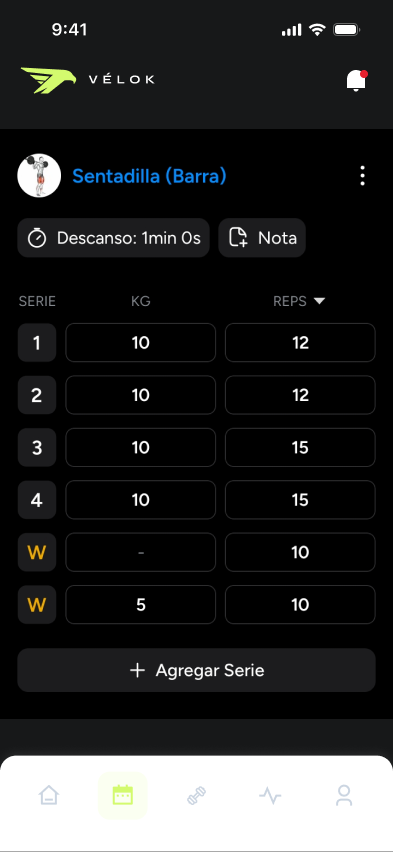 9:41
VÉLOK
Sentadilla (Barra)
Descanso: 1min 0s Nota
SERIE KG REPS
1 10 12
2 10 12
3 10 15
4 10 15
W - 10
W 5 10
+ Agregar Serie